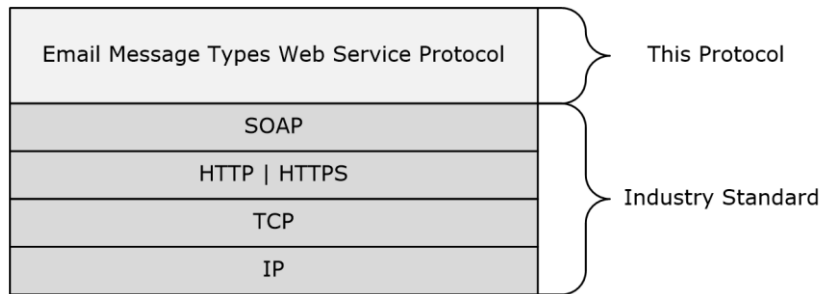 Email Message Types Web Service Protocol
This Protocol
SOAP
HTTP | HTTPS
Industry Standard
TCP
IP